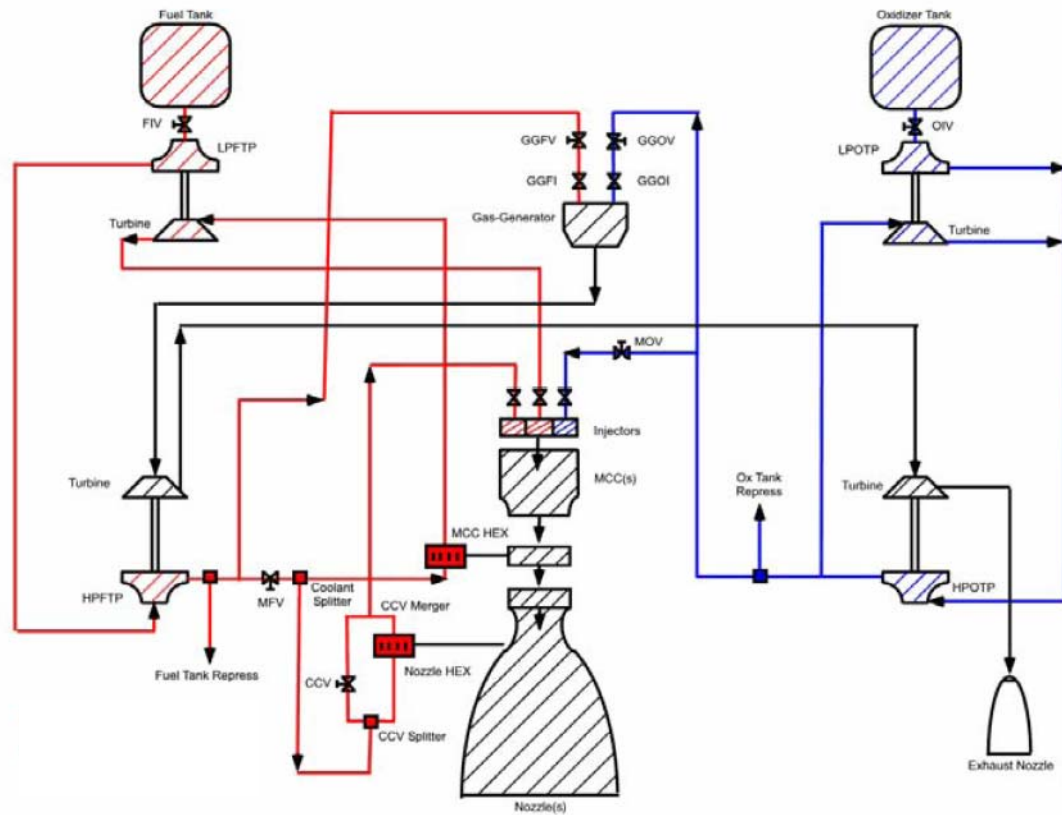 Fuel Tank
Oxidizer Tank
FIV
OIV
LPFTP
GGFV
GGOV
LPOTP
GGFI
GGOI
Turbine
Gas-Generator
Turbine
MOV
Injectors
Turbine
MCC(s)
Ox Tank
Repress
Turbine
MCC HEX
HPFTP
MFV
Coolant
Splitter
HPOTP
CCV Merger
Fuel Tank Repress
Nozzle HEX
CCV
CCV Splitter
Exhaust Nozzle
Nozzle(s)